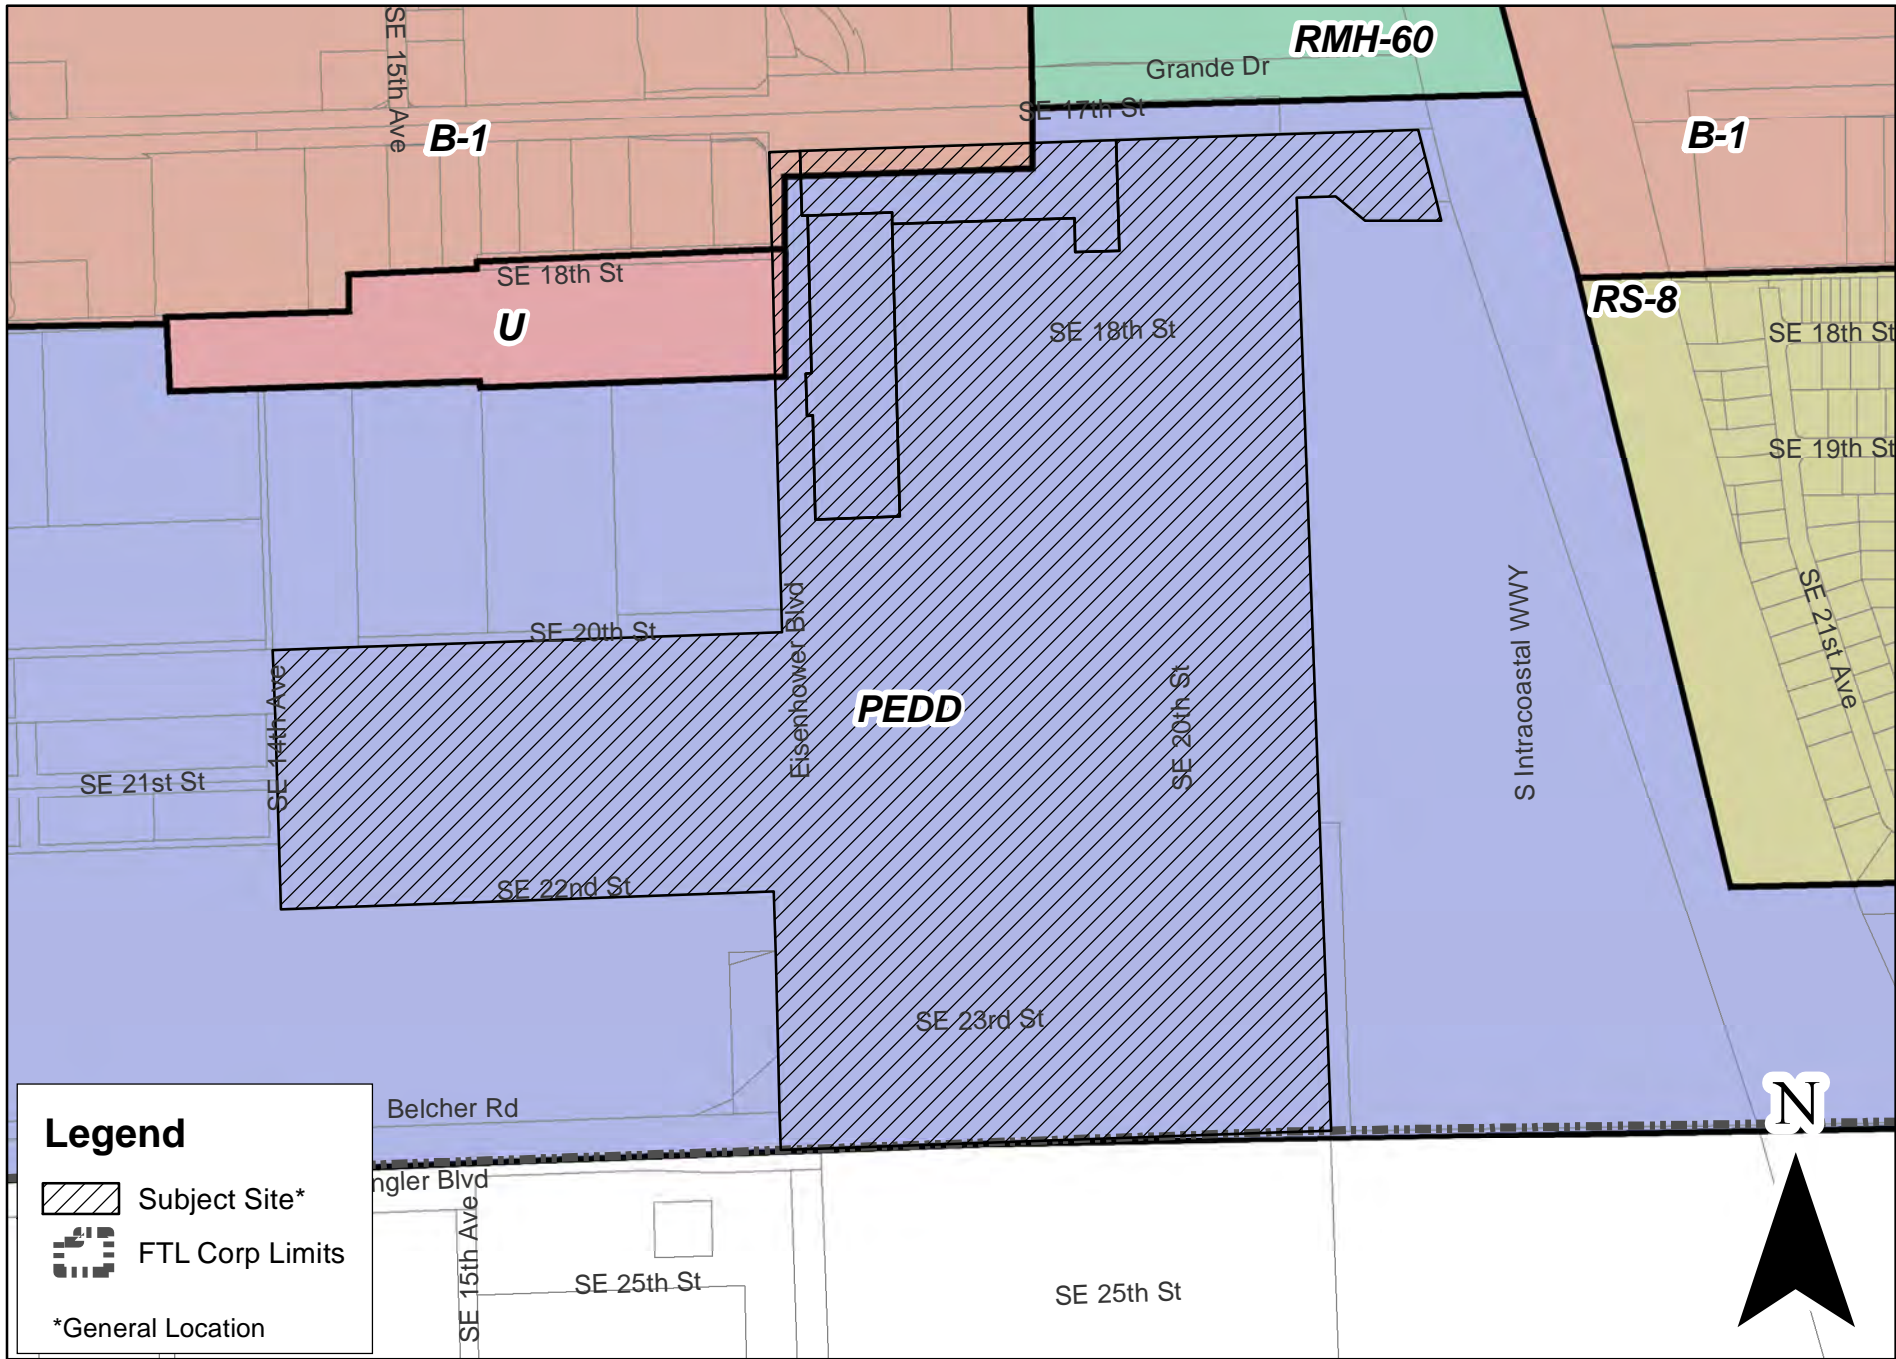 RMH-60
Grande Dr
SE 15th Ave
SE 17th St
B-1
B-1
SE 18th St
RS-8
U
SE 18th St
SE 18th St
SE 19th St
SE 21st Ave
S Intracoastal WWY
SE 20th St
Eisenhower Blvd
SE 20th St
PEDD
SE 14th Ave
SE 21st St
SE 22nd St
SE 23rd St
Belcher Rd
N
ngler Blvd
SE 15th Ave
SE 25th St
SE 25th St
Legend
Subject Site*
FTL Corp Limits
*General Location